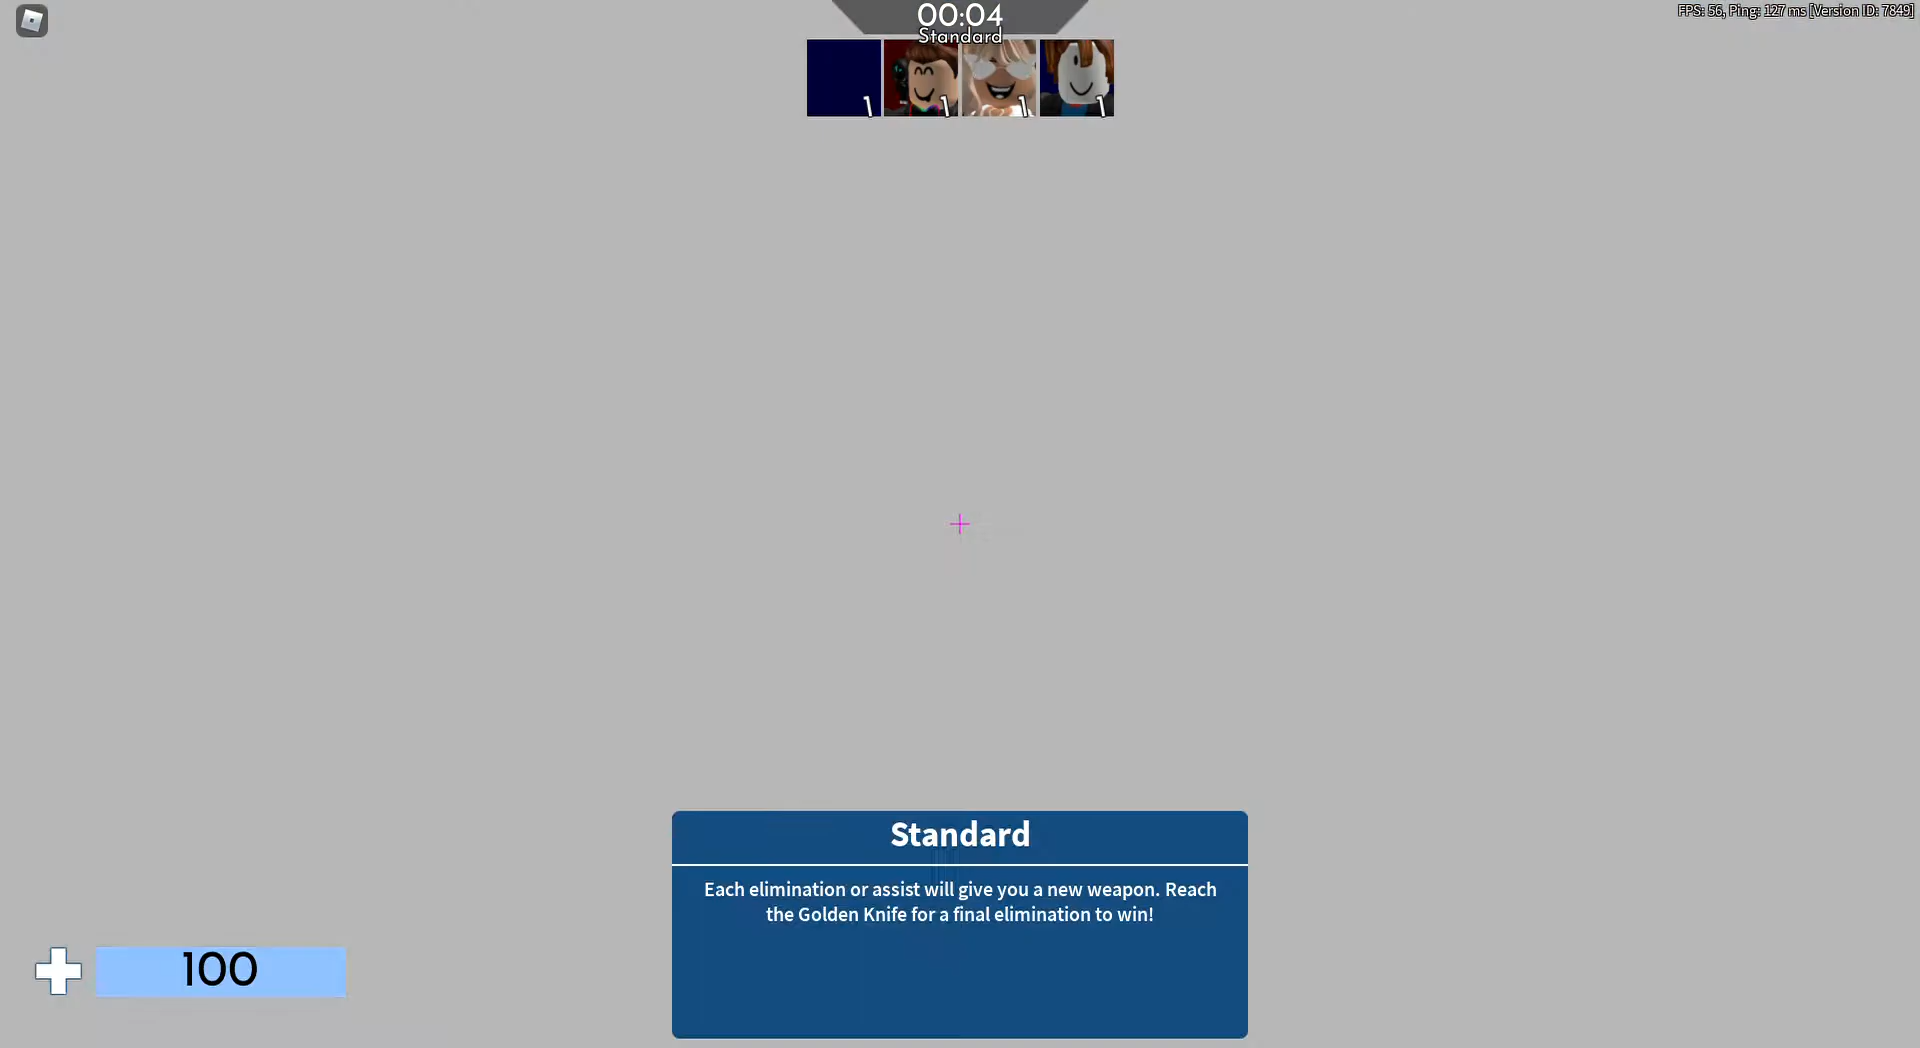 00:04
Standard
FPS: 56, Ping: 127 ms [Version ID: 7849]
1 1 1 1
Standard
Each elimination or assist will give you a new weapon. Reach
the Golden Knife for a final elimination to win!
100